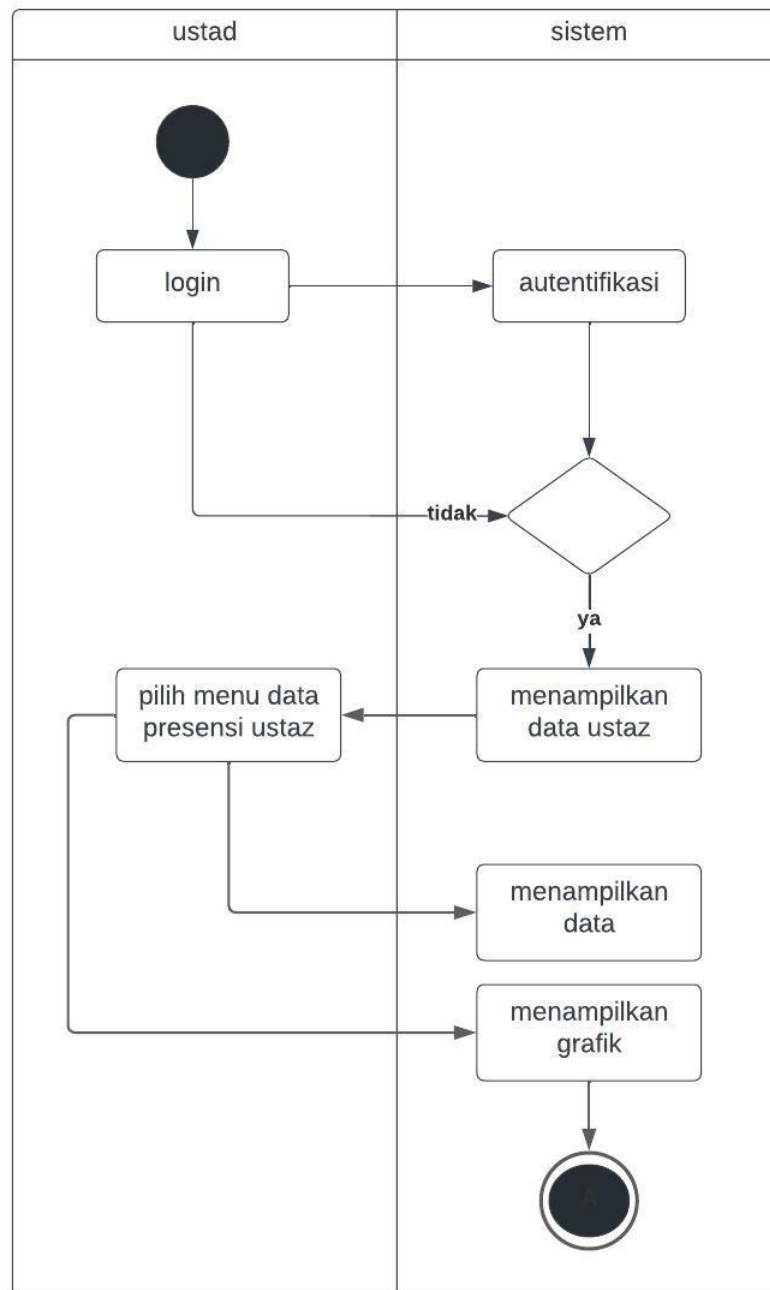 ustad
sistem
login
autentifikasi
tidak
ya
pilih menu data
presensi ustaz
menampilkan
data ustaz
menampilkan
data
menampilkan
grafik
A